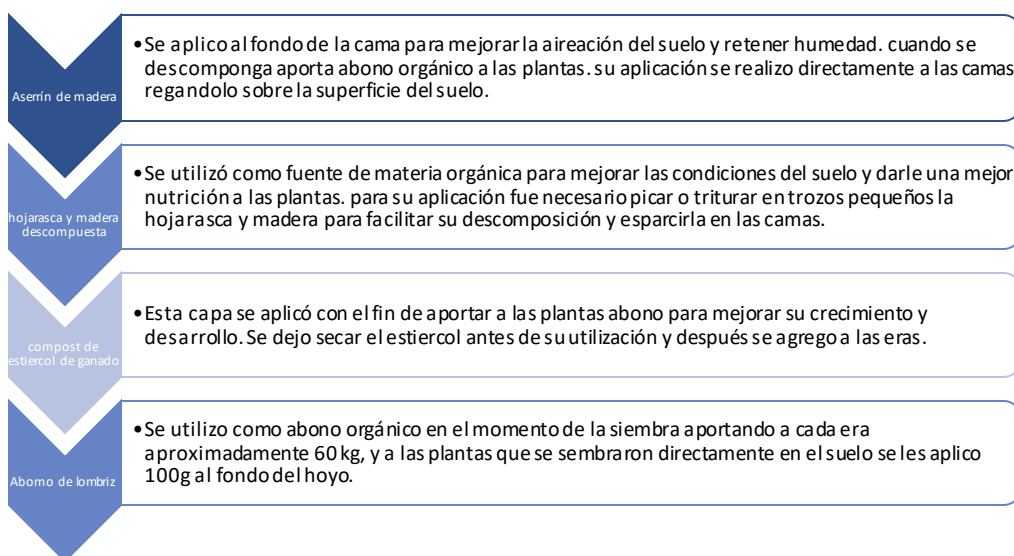 Aserrín de madera
•Se aplico al fondo de la cama para mejorar la aireación del suelo y retener humedad. cuando se
descomponga aporta abono orgánico a las plantas. su aplicación se realizo directamente a las camas
regandolo sobre la superficie del suelo.
hojarasca y madera
descompuesta
•Se utilizó como fuente de materia orgánica para mejorar las condiciones del suelo y darle una mejor
nutrición a las plantas. para su aplicación fue necesario picar o triturar en trozos pequeños la
hojarasca y madera para facilitar su descomposición y esparcirla en las camas.
compost de
estiercol de ganado
•Esta capa se aplicó con el fin de aportar a las plantas abono para mejorar su crecimiento y
desarrollo. Se dejo secar el estiercol antes de su utilización y después se agrego a las eras.
Abomo de lombriz
•Se utilizo como abono orgánico en el momento de la siembra aportando a cada era
aproximadamente 60 kg, y a las plantas que se sembraron directamente en el suelo se les aplico
100g al fondo del hoyo.